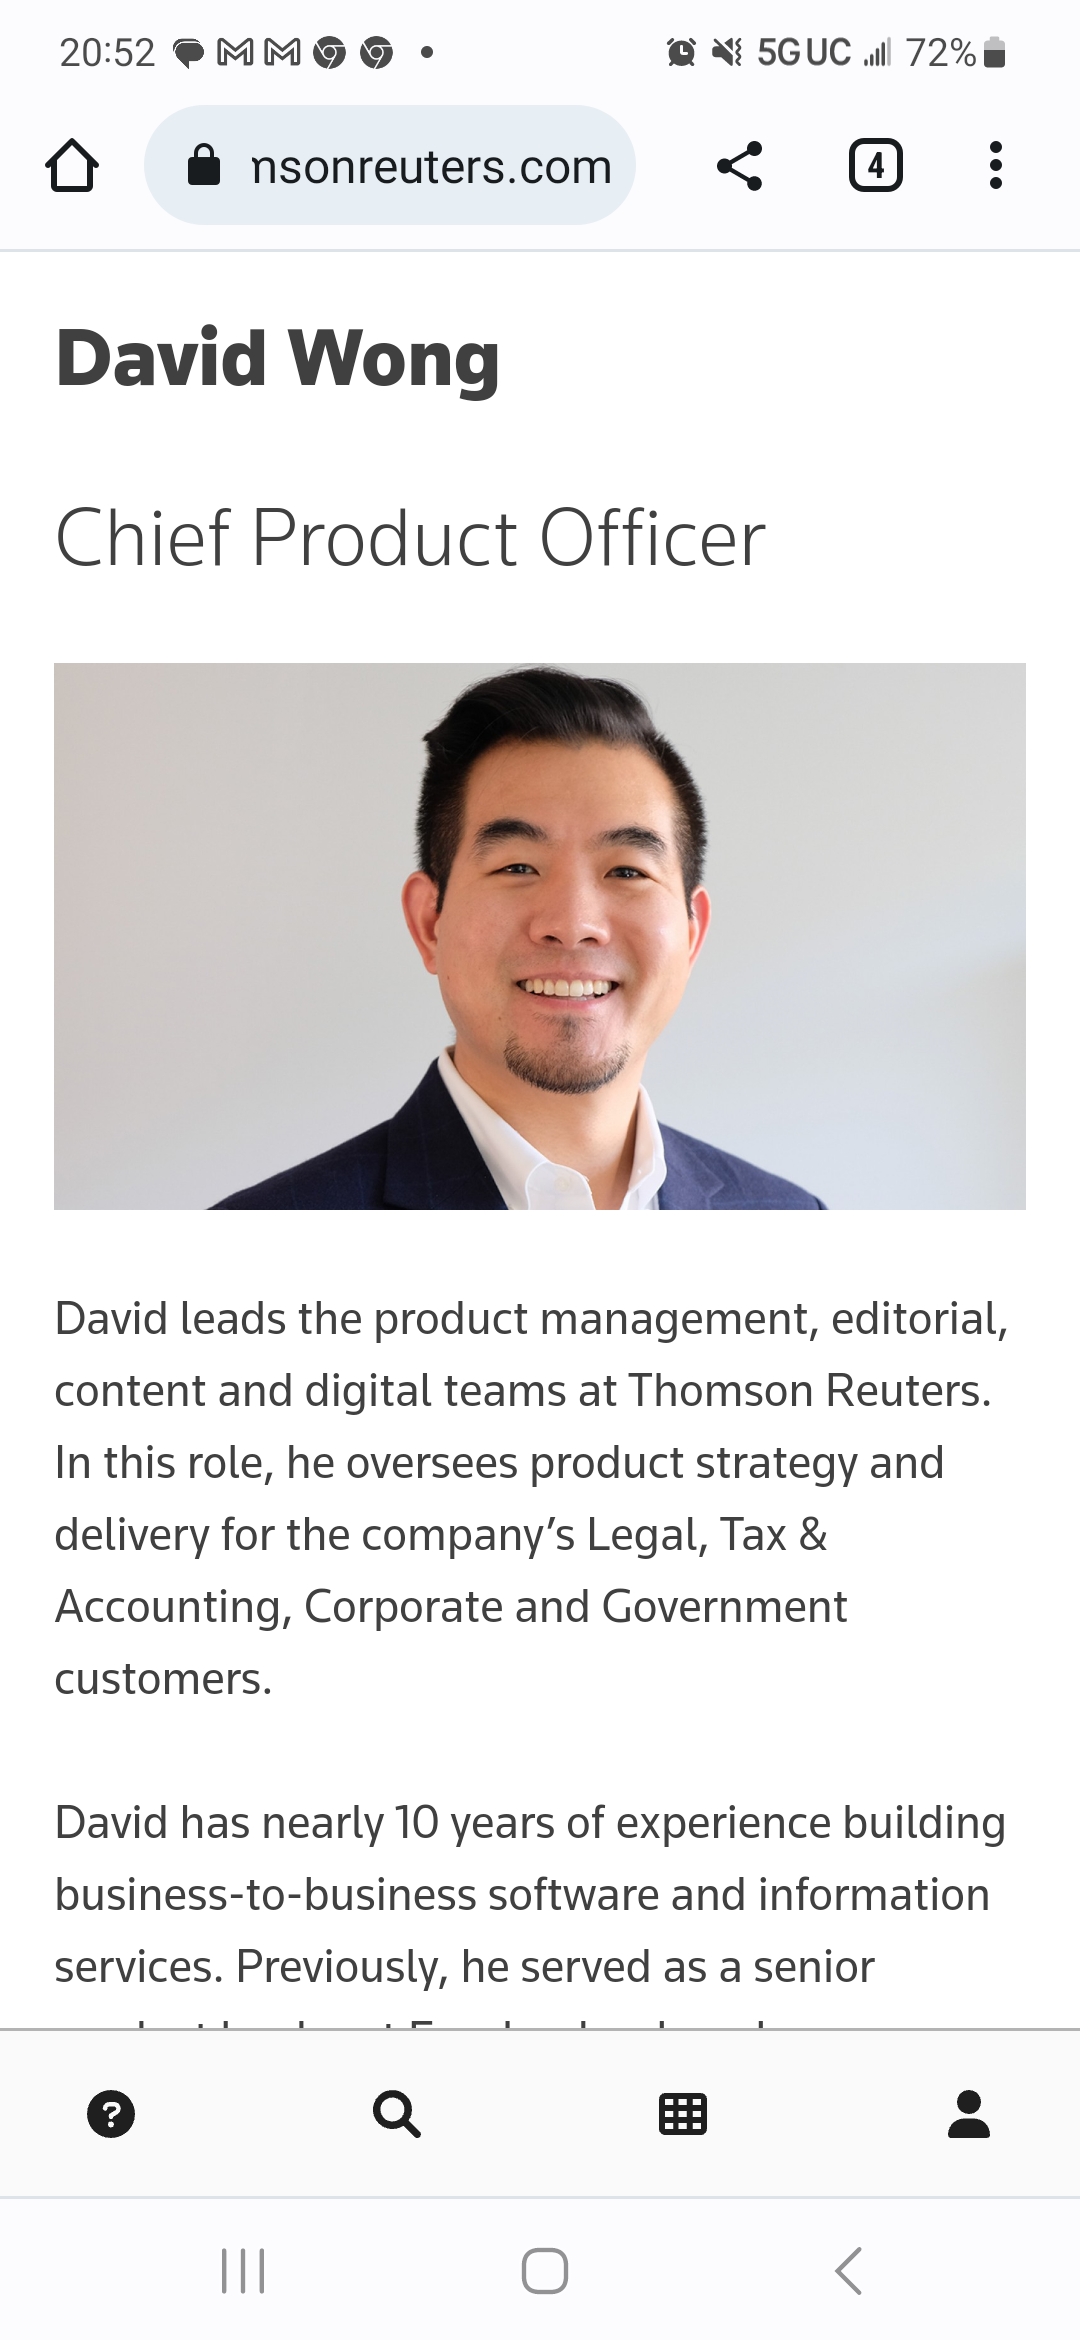 20:52
5G UC
72%
nsonreuters.com
4
David Wong
Chief Product Officer
David leads the product management, editorial,
content and digital teams at Thomson Reuters.
In this role, he oversees product strategy and
delivery for the company’s Legal, Tax &
Accounting, Corporate and Government
customers.
David has nearly 10 years of experience building
business-to-business software and information
services. Previously, he served as a senior